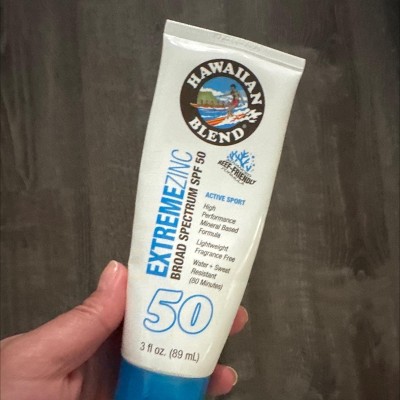 HAWAIIAN
BLEND®
REEF-FRIENDLY
EXTREMEZINC
BROAD SPECTRUM SPF 50
ACTIVE SPORT
High
Performance
Mineral Based
Formula
Lightweight
Fragrance Free
Water + Sweat
Resistant
(80 Minutes)
50
3 fl oz. (89 mL)